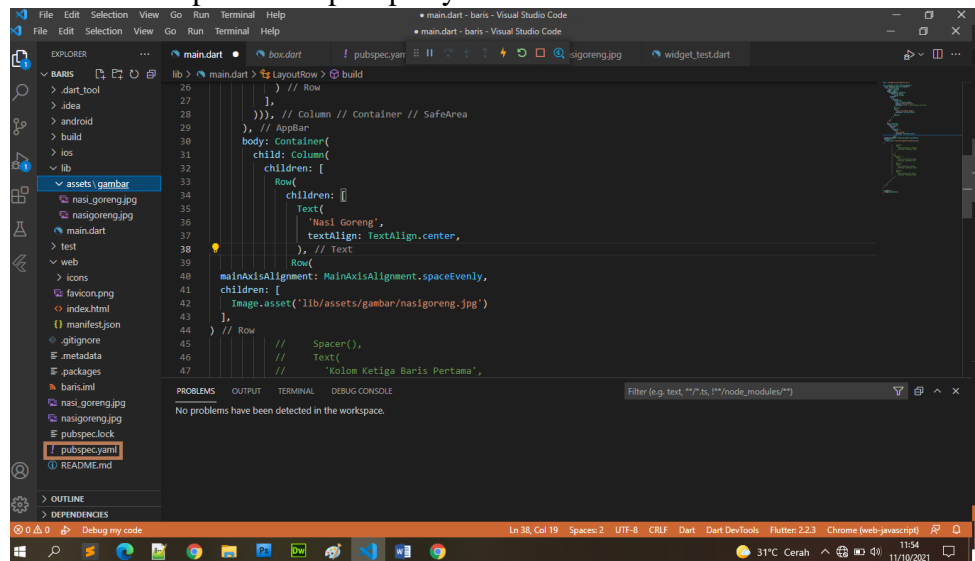 File Edit Selection View Go Run Terminal Help • main.dart - baris - Visual Studio Code
File Edit Selection View Go Run Terminal Help • main.dart - baris - Visual Studio Code
EXPLORER ... main.dart • box.dart ! pubspec.yam sigoreng.jpg widget_test.dart
BARIS lib > main.dart > LayoutRow > build
> .dart_tool 26 ) // Row
> .idea 27 ],
> android 28 ))), // Column // Container // SafeArea
> build 29 ), // AppBar
> ios 30 body: Container(
lib 31 child: Column(
assets\gambar 32 children: [
nasi_goreng.jpg 33 Row(
nasigoreng.jpg 34 children: [
main.dart 35 Text(
> test 36 'Nasi Goreng',
web 37 textAlign: TextAlign.center,
> icons 38 ), // Text
favicon.png 39 Row(
index.html 40 mainAxisAlignment: MainAxisAlignment.spaceEvenly,
manifest.json 41 children: [
.gitignore 42 Image.asset('lib/assets/gambar/nasigoreng.jpg')
.metadata 43 ],
.packages 44 ) // Row
baris.iml 45 // Spacer(),
nasi_goreng.jpg 46 // Text(
nasigoreng.jpg 47 // 'Kolom Ketiga Baris Pertama',
pubspec.lock
! pubspec.yaml
README.md
> OUTLINE
> DEPENDENCIES
PROBLEMS OUTPUT TERMINAL DEBUG CONSOLE Filter (e.g. text, **/*.ts, !**/node_modules/**)
No problems have been detected in the workspace.
0 0 Debug my code Ln 38, Col 19 Spaces: 2 UTF-8 CRLF Dart Dart DevTools Flutter: 2.2.3 Chrome (web-javascript)
31°C Cerah 11:54
11/10/2021